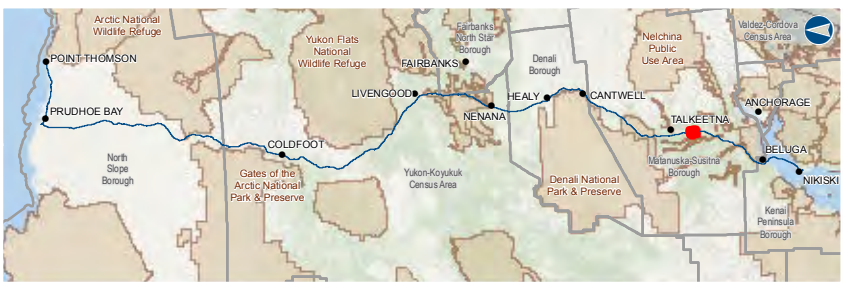 Arctic National
Wildlife Refuge
POINT THOMSON
PRUDHOE BAY
North
Slope
Borough
COLDFOOT
Gates of the
Arctic National
Park & Preserve
Yukon Flats
National
Wildlife Refuge
LIVENGOOD
FAIRBANKS
Fairbanks
North Star
Borough
NENANA
Yukon-Koyukuk
Census Area
HEALY
Denali
Borough
CANTWELL
Denali National
Park & Preserve
Nelchina
Public
Use Area
TALKEETNA
Matanuska-Susitna
Borough
Valdez-Cordova
Census Area
ANCHORAGE
BELUGA
NIKISKI
Kenai
Peninsula
Borough